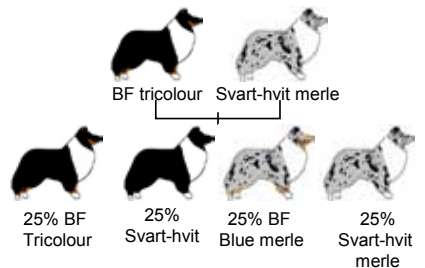 BF tricolour Svart-hvit merle
25% BF
Tricolour
25%
Svart-hvit
25% BF
Blue merle
25%
Svart-hvit
merle